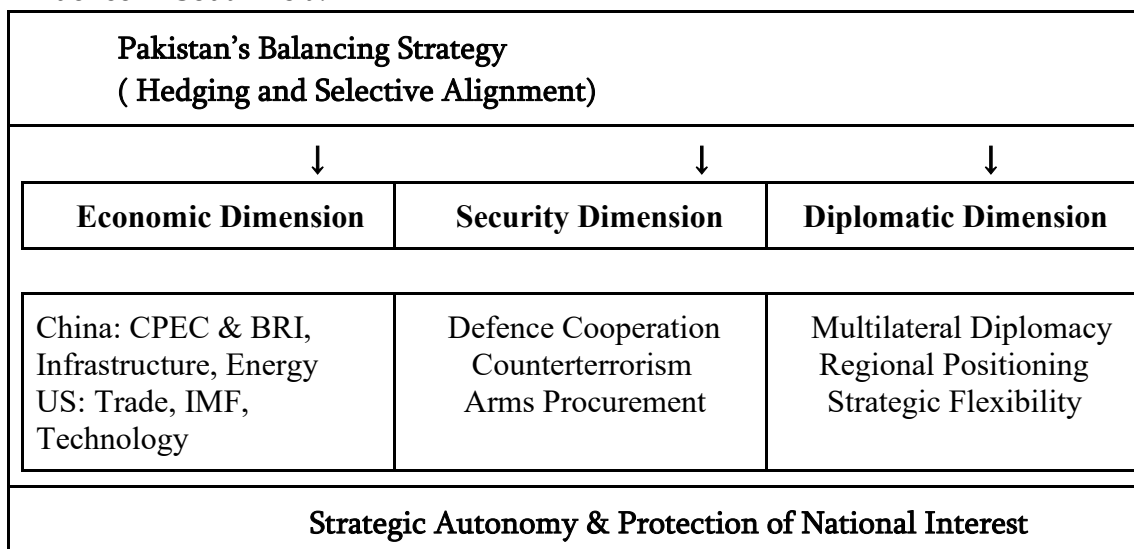 Pakistan's Balancing Strategy
( Hedging and Selective Alignment)
↓ ↓ ↓
Economic Dimension
Security Dimension
Diplomatic Dimension
China: CPEC & BRI,
Infrastructure, Energy
US: Trade, IMF,
Technology
Defence Cooperation
Counterterrorism
Arms Procurement
Multilateral Diplomacy
Regional Positioning
Strategic Flexibility
Strategic Autonomy & Protection of National Interest